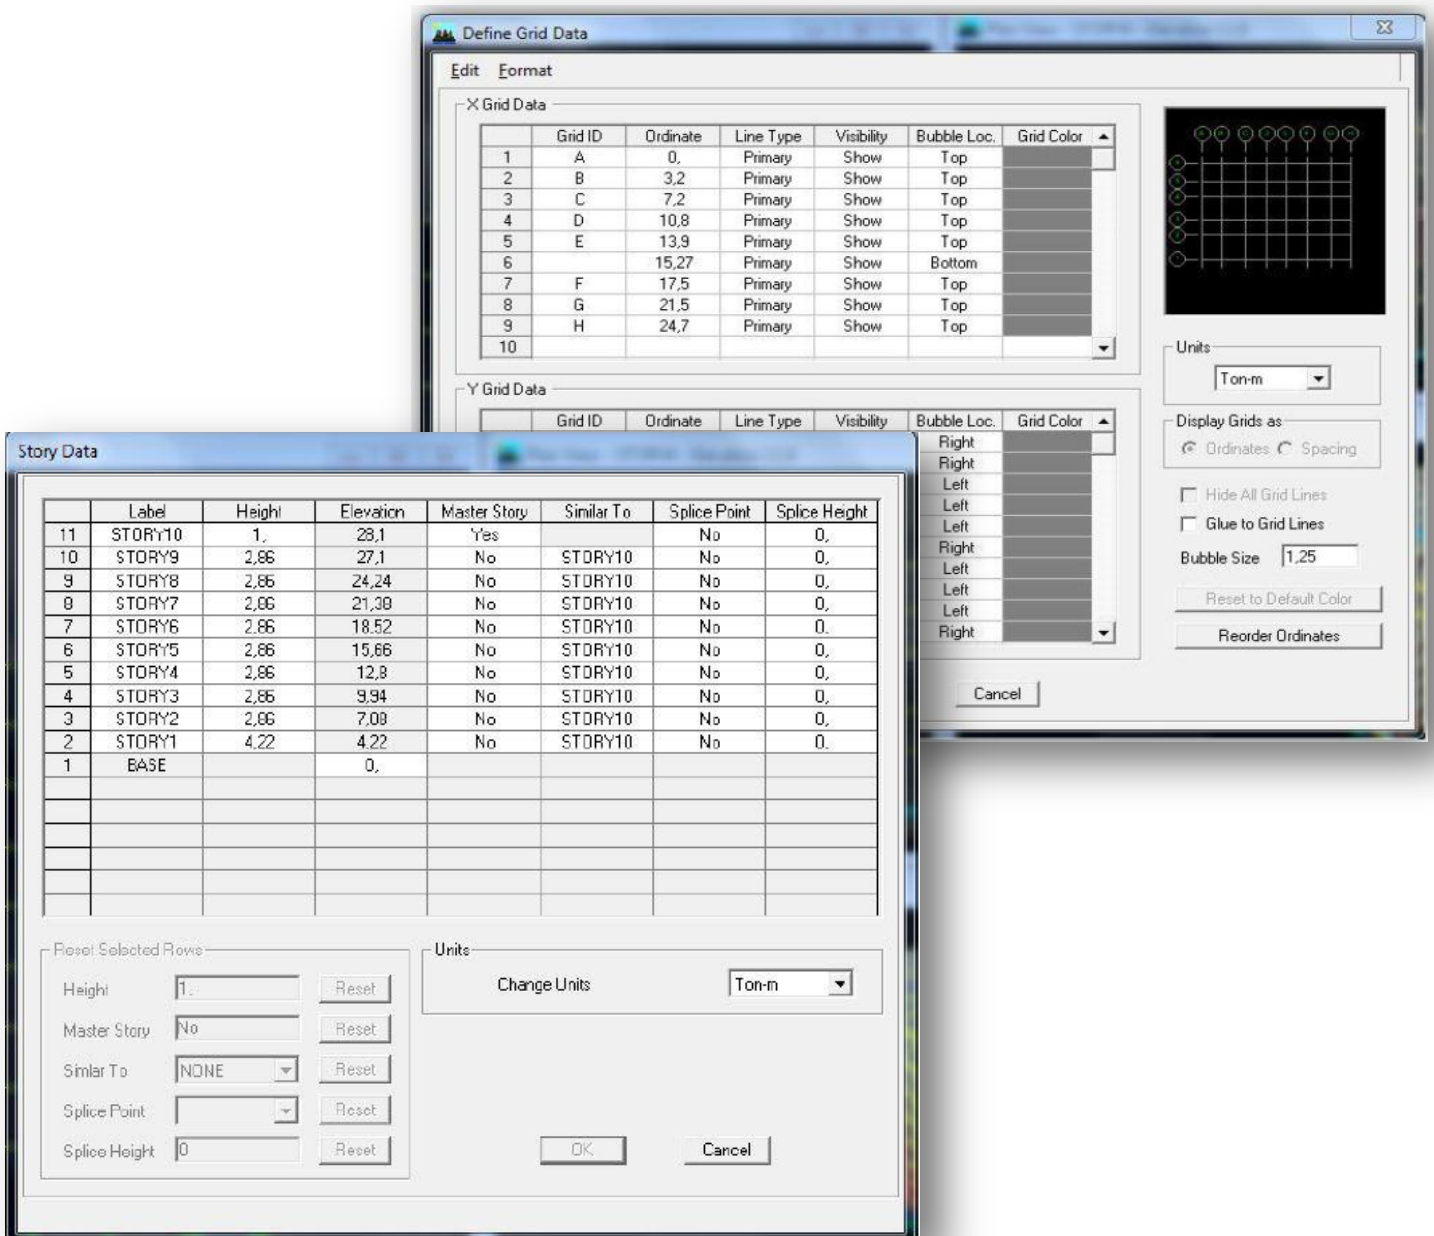 Define Grid Data
Edit Format
X Grid Data
Grid ID Ordinate Line Type Visibility Bubble Loc. Grid Color
1 A 0, Primary Show Top
2 B 3,2 Primary Show Top
3 C 7,2 Primary Show Top
4 D 10,8 Primary Show Top
5 E 13,9 Primary Show Top
6 15,27 Primary Show Bottom
7 F 17,5 Primary Show Top
8 G 21,5 Primary Show Top
9 H 24,7 Primary Show Top
10
Units
Ton-m
Y Grid Data
Grid ID Ordinate Line Type Visibility Bubble Loc. Grid Color
Right
Right
Left
Left
Left
Right
Left
Left
Left
Right
Display Grids as
Ordinates Spacing
Hide All Grid Lines
Glue to Grid Lines
Bubble Size 1,25
Reset to Default Color
Reorder Ordinates
Cancel
Story Data
Label Height Elevation Master Story Similar To Splice Point Splice Height
11 STORY10 1, 28,1 Yes No 0,
10 STORY9 2,86 27,1 No STORY10 No 0,
9 STORY8 2,86 24,24 No STORY10 No 0,
8 STORY7 2,86 21,38 No STORY10 No 0,
7 STORY6 2,86 18,52 No STORY10 No 0,
6 STORY5 2,86 15,66 No STORY10 No 0,
5 STORY4 2,86 12,8 No STORY10 No 0,
4 STORY3 2,86 9,94 No STORY10 No 0,
3 STORY2 2,86 7,08 No STORY10 No 0,
2 STORY1 4,22 4,22 No STORY10 No 0,
1 BASE 0,
Reset Selected Rows
Height 1, Reset
Master Story No Reset
Similar To NONE Reset
Splice Point Reset
Splice Height 0 Reset
Units
Change Units Ton-m
OK Cancel